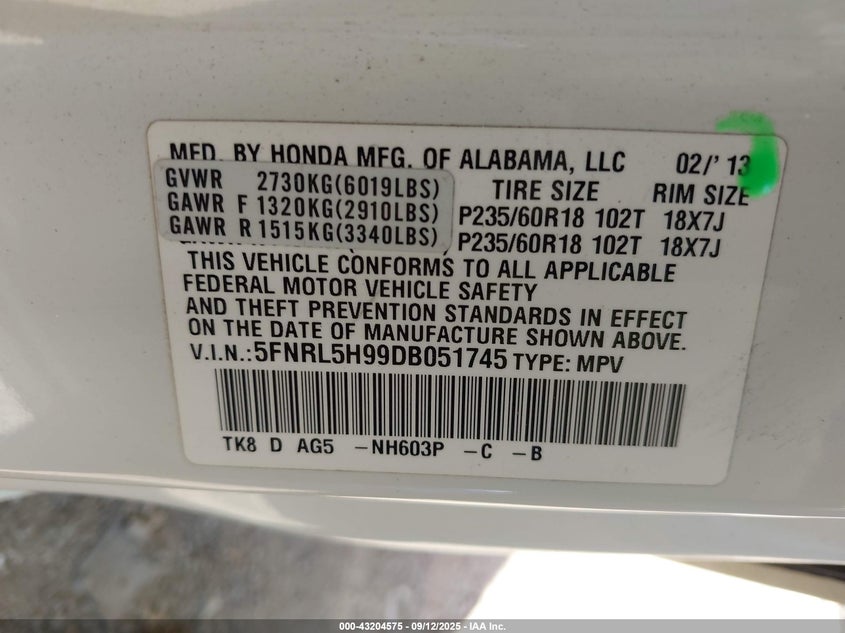 MFD. BY HONDA MFG. OF ALABAMA, LLC 02/' 13
GVWR 2730KG(6019LBS) TIRE SIZE RIM SIZE
GAWR F 1320KG(2910LBS) P235/60R18 102T 18X7J
GAWR R 1515KG(3340LBS) P235/60R18 102T 18X7J
THIS VEHICLE CONFORMS TO ALL APPLICABLE
FEDERAL MOTOR VEHICLE SAFETY
AND THEFT PREVENTION STANDARDS IN EFFECT
ON THE DATE OF MANUFACTURE SHOWN ABOVE.
V.I.N.:5FNRL5H99DB051745 TYPE: MPV
TK8 D AG5 -NH603P -C -B
000-43204575 - 09/12/2025 - IAA Inc.